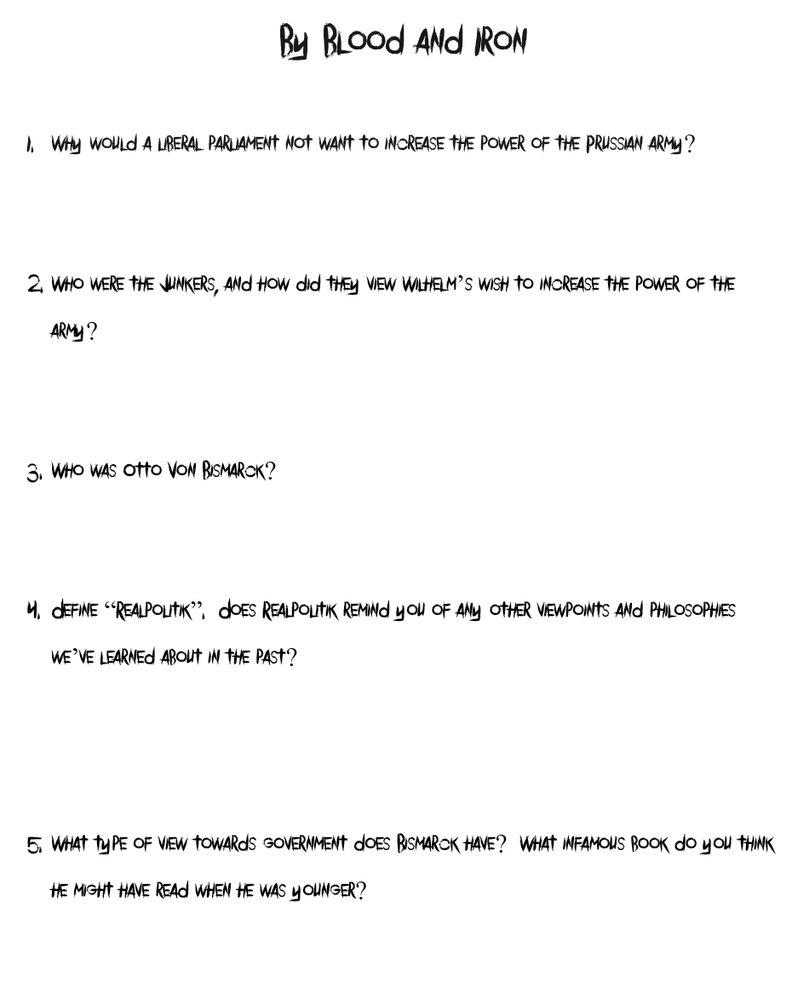 By Blood and Iron
1. Why would a liberal parliament not want to increase the power of the Prussian army?
2. Who were the Junkers, and how did they view Wilhelm’s wish to increase the power of the
army?
3. Who was Otto Von Bismarck?
4. Define “Realpolitik”. Does Realpolitik remind you of any other viewpoints and philosophies
we’ve learned about in the past?
5. What type of view towards government does Bismarck have? What infamous book do you think
he might have read when he was younger?